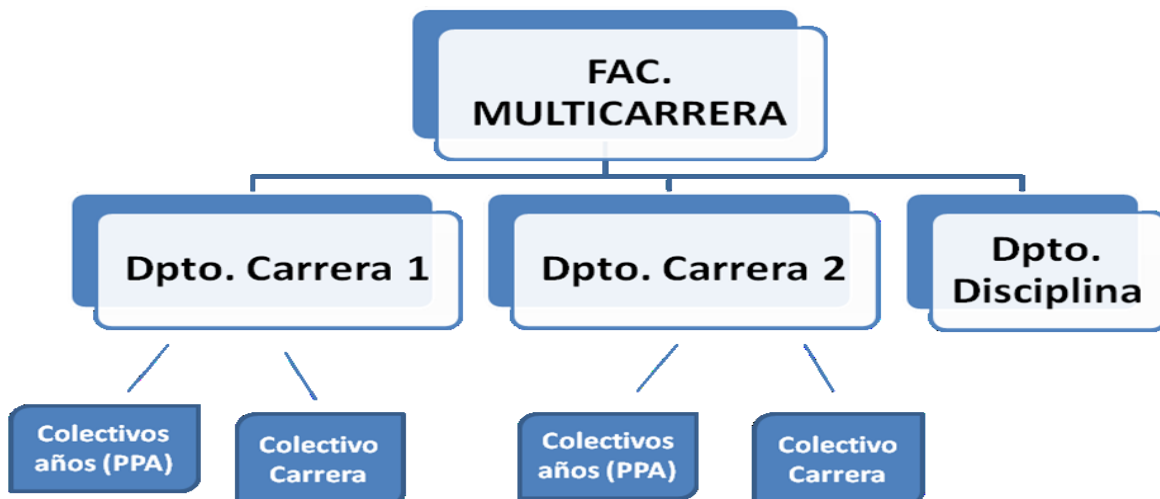 FAC.
MULTICARRERA
Dpto. Carrera 1
Dpto. Carrera 2
Dpto.
Disciplina
Colectivos
años (PPA)
Colectivo
Carrera
Colectivos
años (PPA)
Colectivo
Carrera